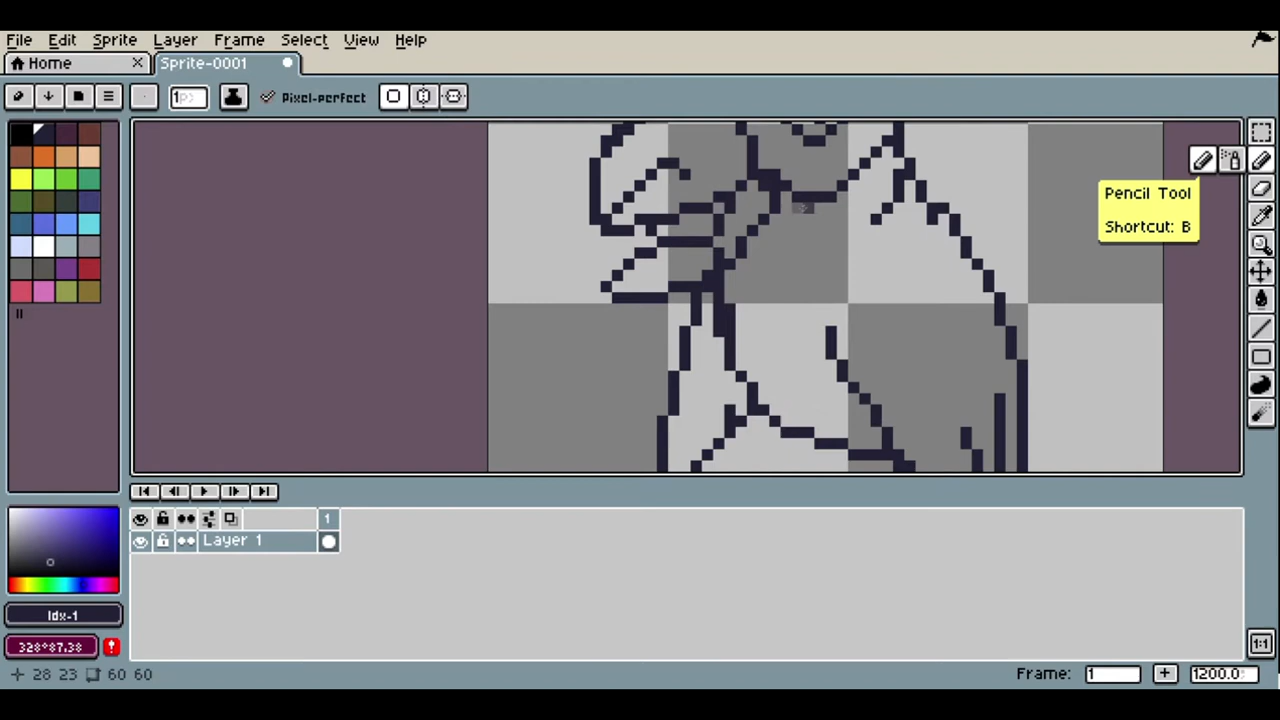 File Edit Sprite Layer Frame Select View Help
Home Sprite-0001
Pixel-perfect
Pencil Tool
Shortcut: B
1
Layer 1
Idx-1
28 23 60 60 Frame: 1